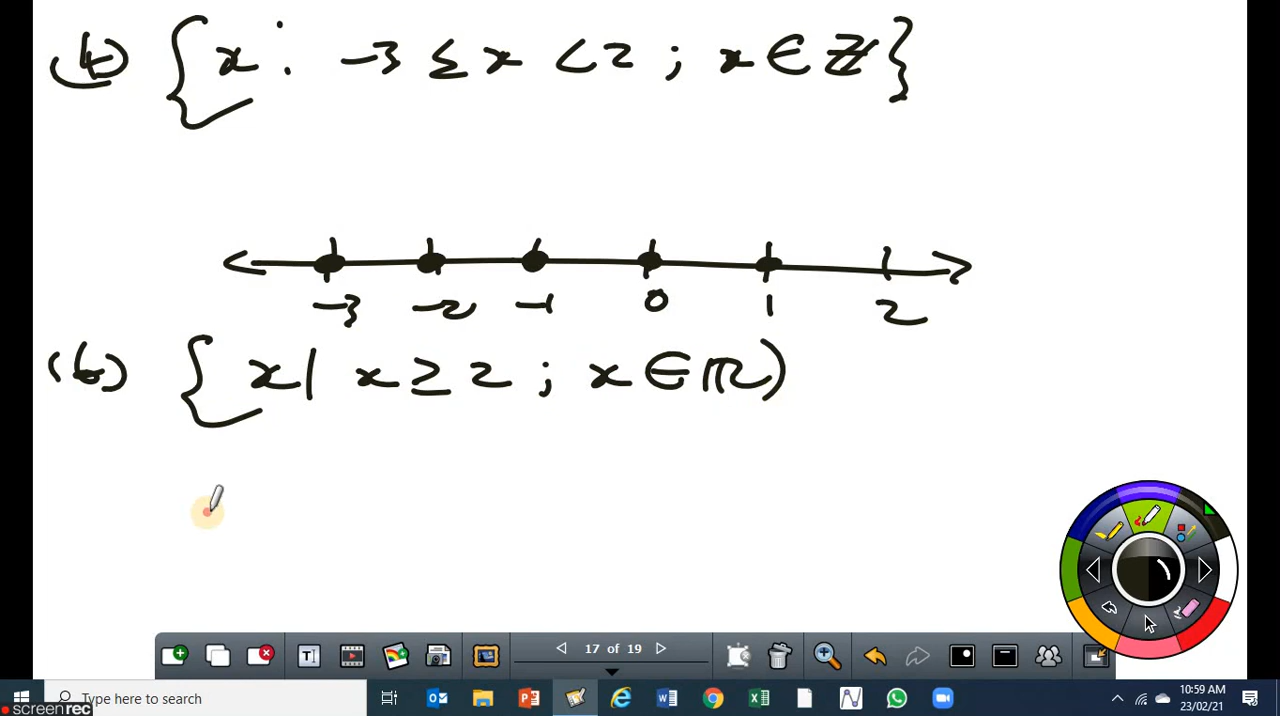 (b) { x : -3 ≤ x < 2 ; x ∈ ℤ }
-3 -2 -1 0 1 2
(b) { x | x ≥ 2 ; x ∈ ℝ )
17 of 19
Type here to search
10:59 AM
23/02/21
screenrec